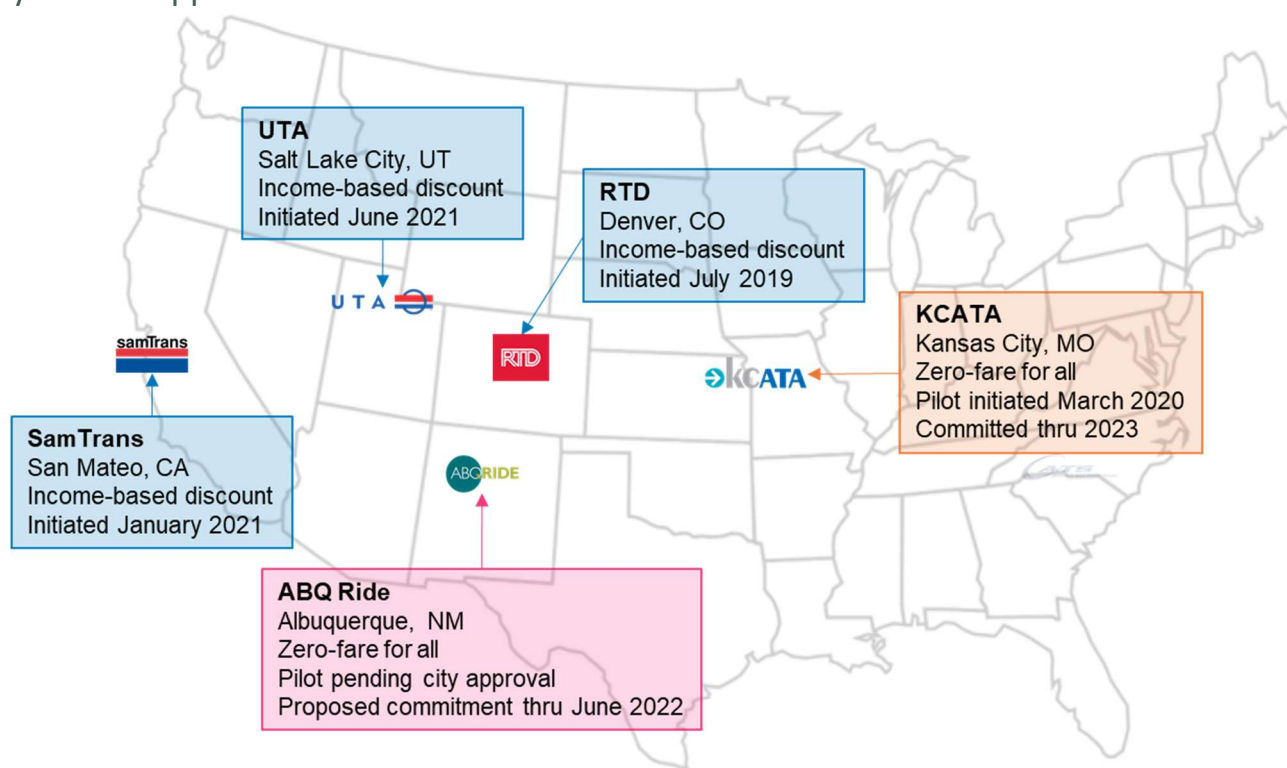 UTA
Salt Lake City, UT
Income-based discount
Initiated June 2021
RTD
Denver, CO
Income-based discount
Initiated July 2019
UTA
KCATA
Kansas City, MO
Zero-fare for all
Pilot initiated March 2020
Committed thru 2023
samTrans
RTD
kcATA
SamTrans
San Mateo, CA
Income-based discount
Initiated January 2021
ABQRIDE
ABQ Ride
Albuquerque, NM
Zero-fare for all
Pilot pending city approval
Proposed commitment thru June 2022